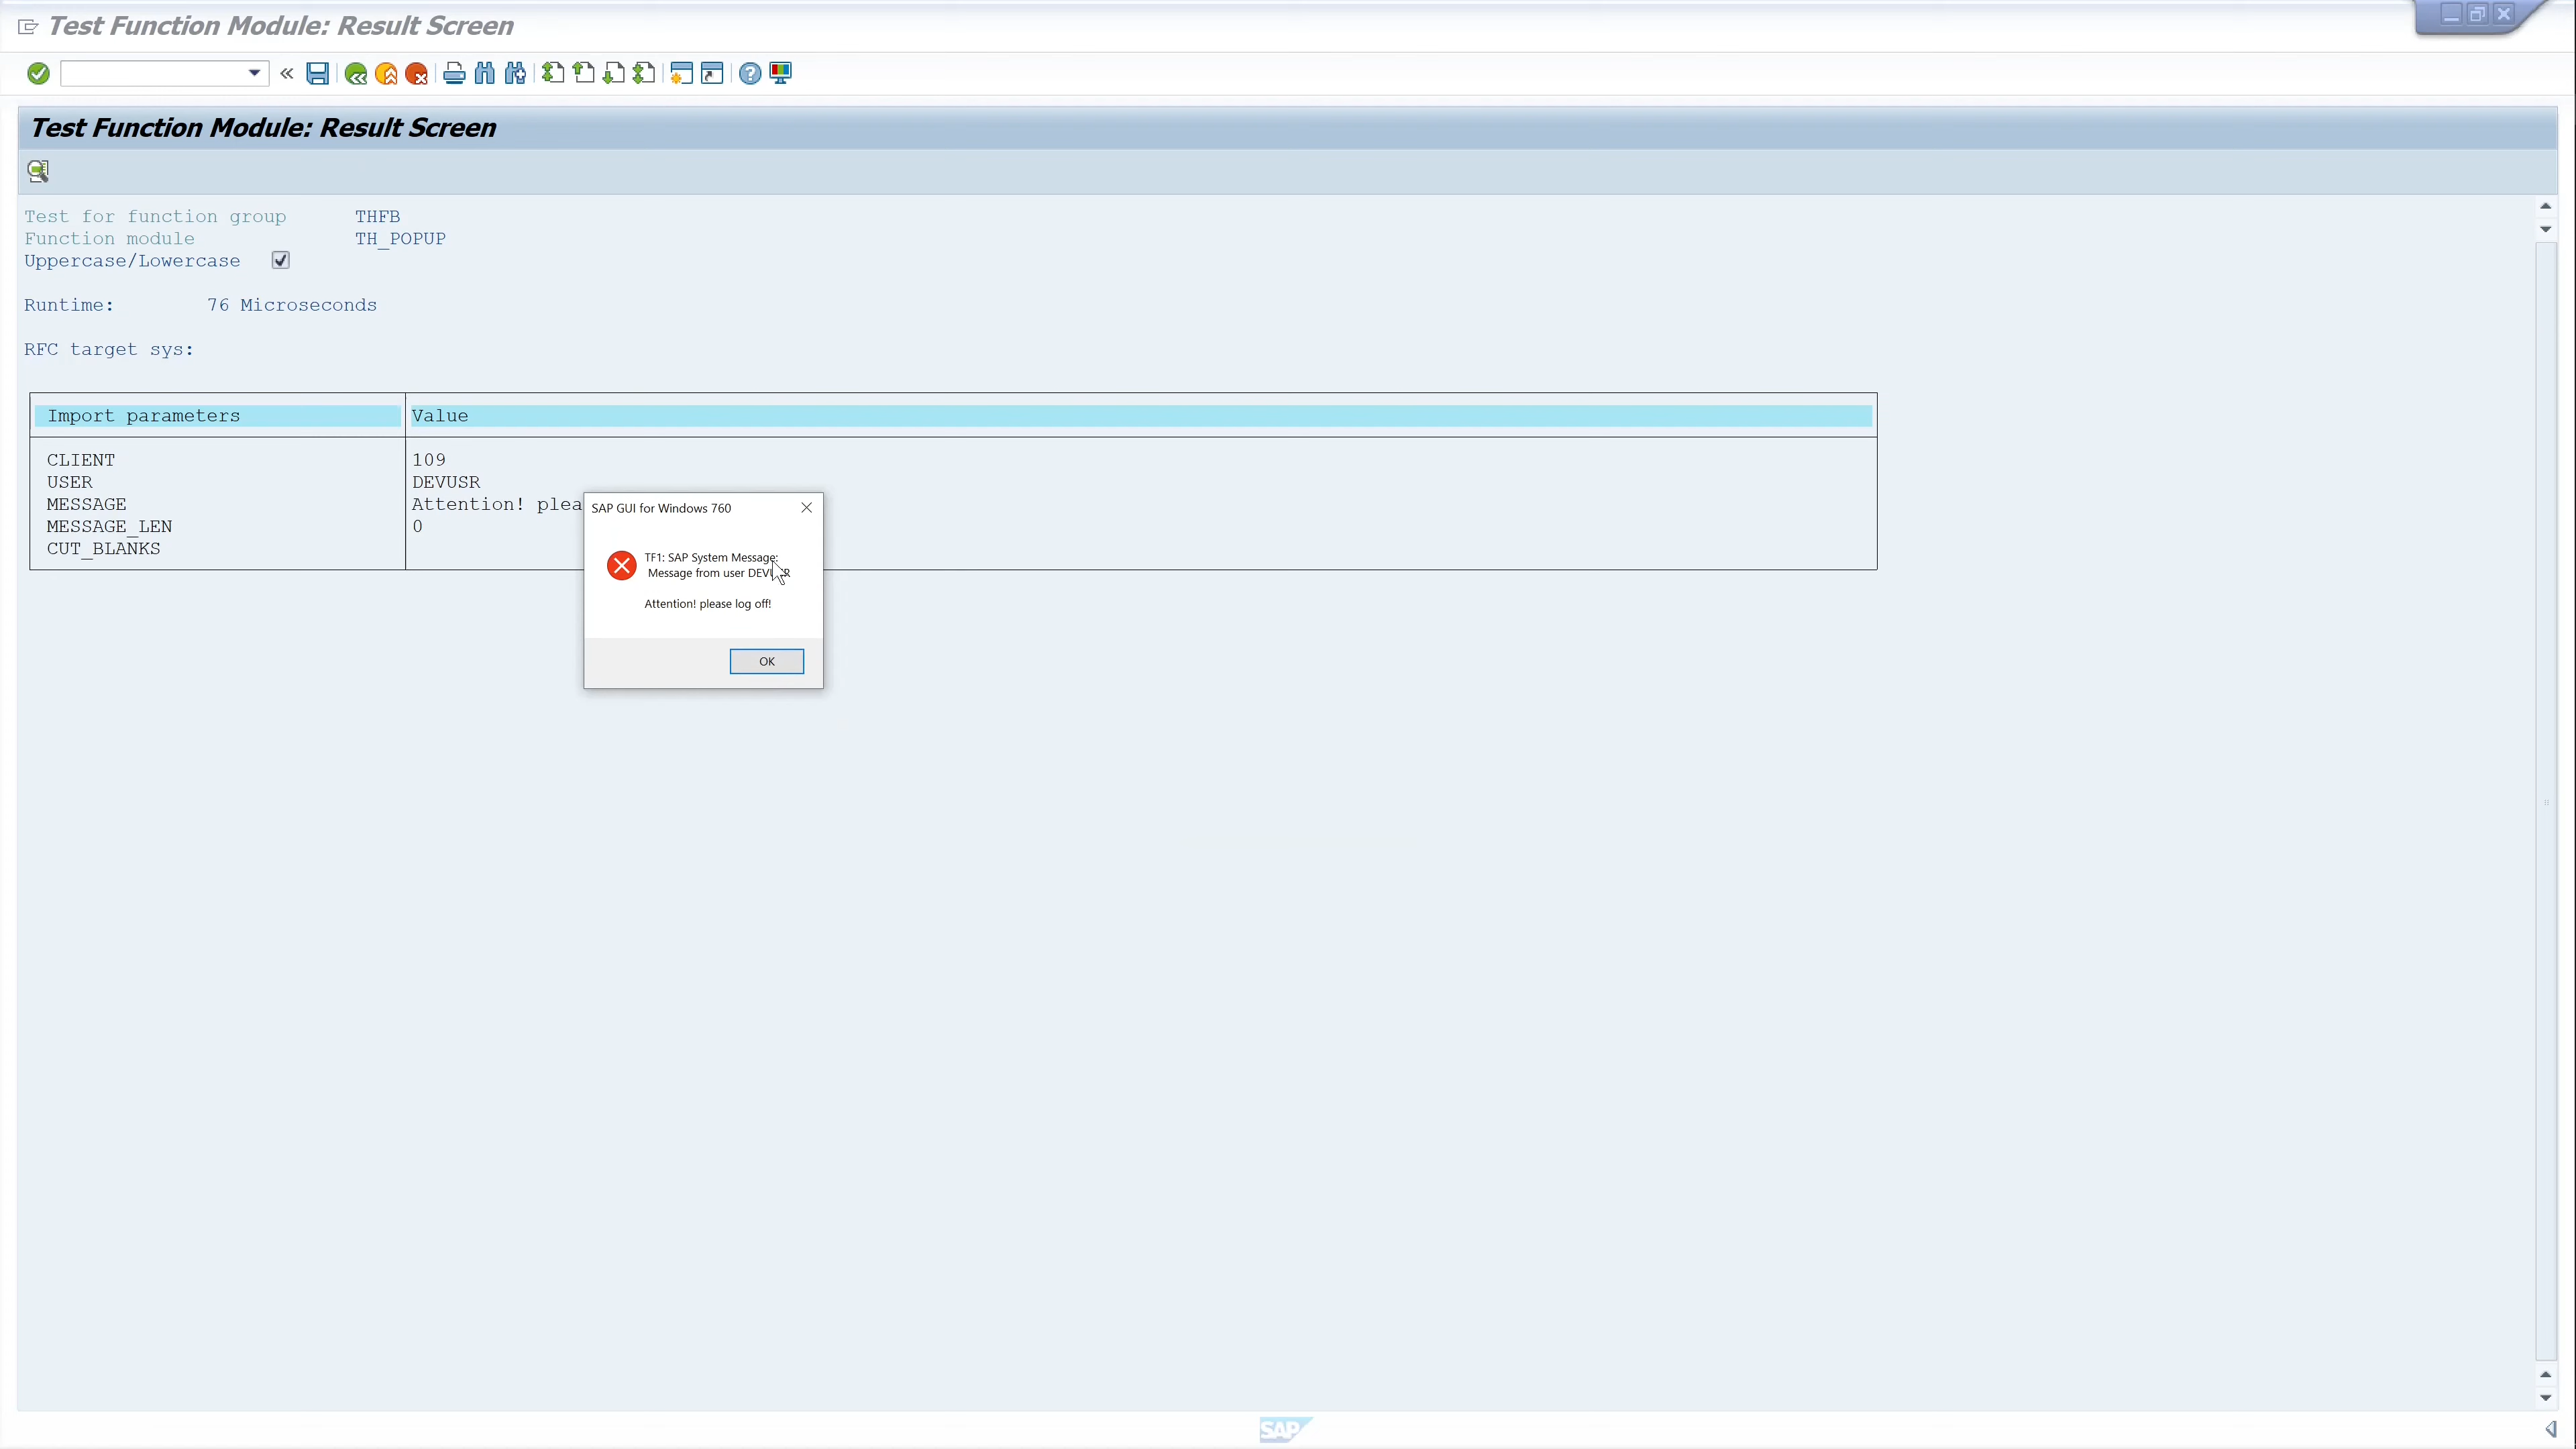 Test Function Module: Result Screen
Test Function Module: Result Screen
Test for function group THFB
Function module TH_POPUP
Uppercase/Lowercase
Runtime: 76 Microseconds
RFC target sys:
Import parameters Value
CLIENT 109
USER DEVUSR
MESSAGE Attention!
MESSAGE_LEN 0
CUT_BLANKS
SAP GUI for Windows 760
TF1: SAP System Message:
Message from user
Attention! please log off!
OK
SAP